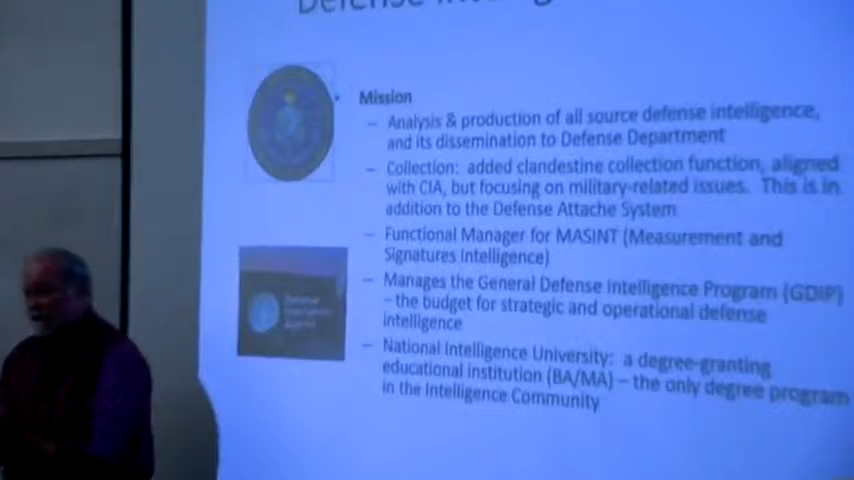 Defense
Mission
– Analysis & production of all source defense intelligence,
and its dissemination to Defense Department
– Collection: added clandestine collection function, aligned
with CIA, but focusing on military-related issues. This is in
addition to the Defense Attache System
– Functional Manager for MASINT (Measurement and
Signatures Intelligence)
– Manages the General Defense Intelligence Program (GDIP)
– the budget for strategic and operational defense
intelligence
– National Intelligence University: a degree-granting
educational institution (BA/MA) – the only degree program
in the Intelligence Community
Defense
Intelligence
Agency